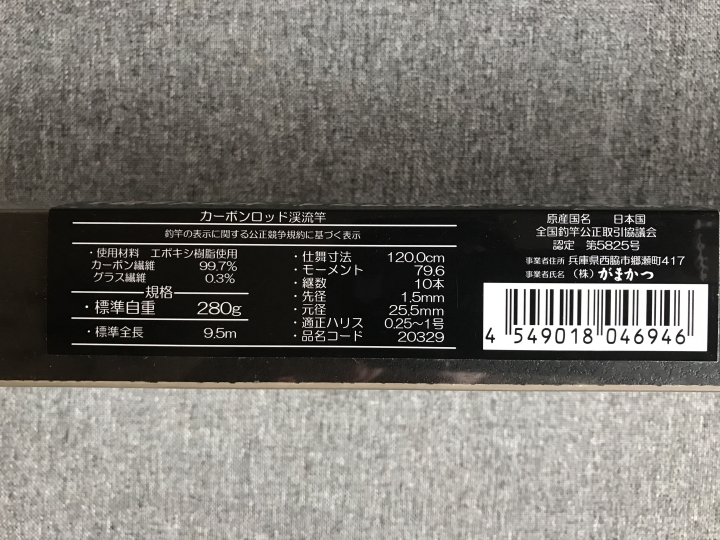 カーボンロッド渓流竿
釣竿の表示に関する公正競争規約に基づく表示
・使用材料 エポキシ樹脂使用
カーボン繊維 99.7%
グラス繊維 0.3%
規格
・標準自重 280g
・標準全長 9.5m
・仕舞寸法 120.0cm
・モーメント 79.6
・継数 10本
・先径 1.5mm
・元径 25.5mm
・適正ハリス 0.25~1号
・品名コード 20329
原産国名 日本国
全国釣竿公正取引協議会
認定 第5825号
事業者住所 兵庫県西脇市郷瀬町417
事業者氏名 (株)がまかつ
4 549018 046946